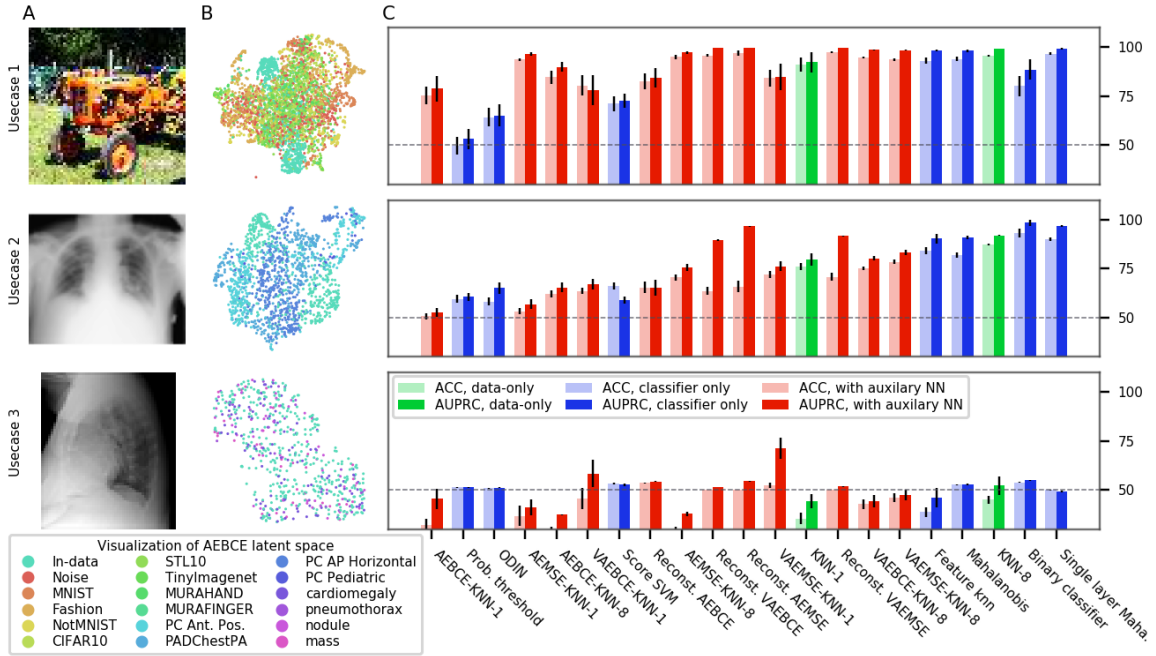 A
B
C
Usecase 1
100
75
50
Usecase 2
100
75
50
Usecase 3
ACC, data-only
ACC, classifier only
ACC, with auxilary NN
AUPRC, data-only
AUPRC, classifier only
AUPRC, with auxilary NN
100
75
50
AEBCE-KNN-1
Prob. threshold
ODIN
AEMSE-KNN-1
AEBCE-KNN-8
VAEBCE-KNN-1
Score SVM
Reconst. AEBCE
AEMSE-KNN-8
Reconst. VAEBCE
Reconst. AEMSE
VAEMSE-KNN-1
KNN-1
Reconst. VAEMSE
VAEBCE-KNN-8
VAEMSE-KNN-8
Feature knn
Mahalanobis
KNN-8
Binary classifier
Single layer Maha.
Visualization of AEBCE latent space
In-data
STL10
PC AP Horizontal
Noise
TinyImagenet
PC Pediatric
MNIST
MURAHAND
cardiomegaly
Fashion
MURAFINGER
pneumothorax
NotMNIST
PC Ant. Pos.
nodule
CIFAR10
PADChestPA
mass